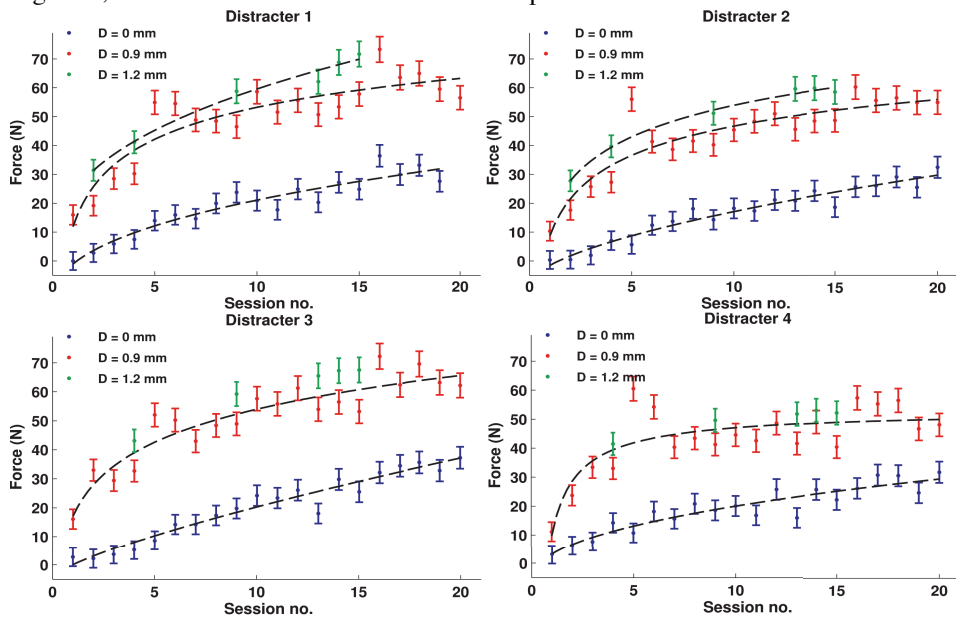 Distracter 1
D = 0 mm
D = 0.9 mm
D = 1.2 mm
Force (N)
70
60
50
40
30
20
10
0
0 5 10 15 20
Session no.
Distracter 2
D = 0 mm
D = 0.9 mm
D = 1.2 mm
Force (N)
70
60
50
40
30
20
10
0
0 5 10 15 20
Session no.
Distracter 3
D = 0 mm
D = 0.9 mm
D = 1.2 mm
Force (N)
70
60
50
40
30
20
10
0
0 5 10 15 20
Session no.
Distracter 4
D = 0 mm
D = 0.9 mm
D = 1.2 mm
Force (N)
70
60
50
40
30
20
10
0
0 5 10 15 20
Session no.